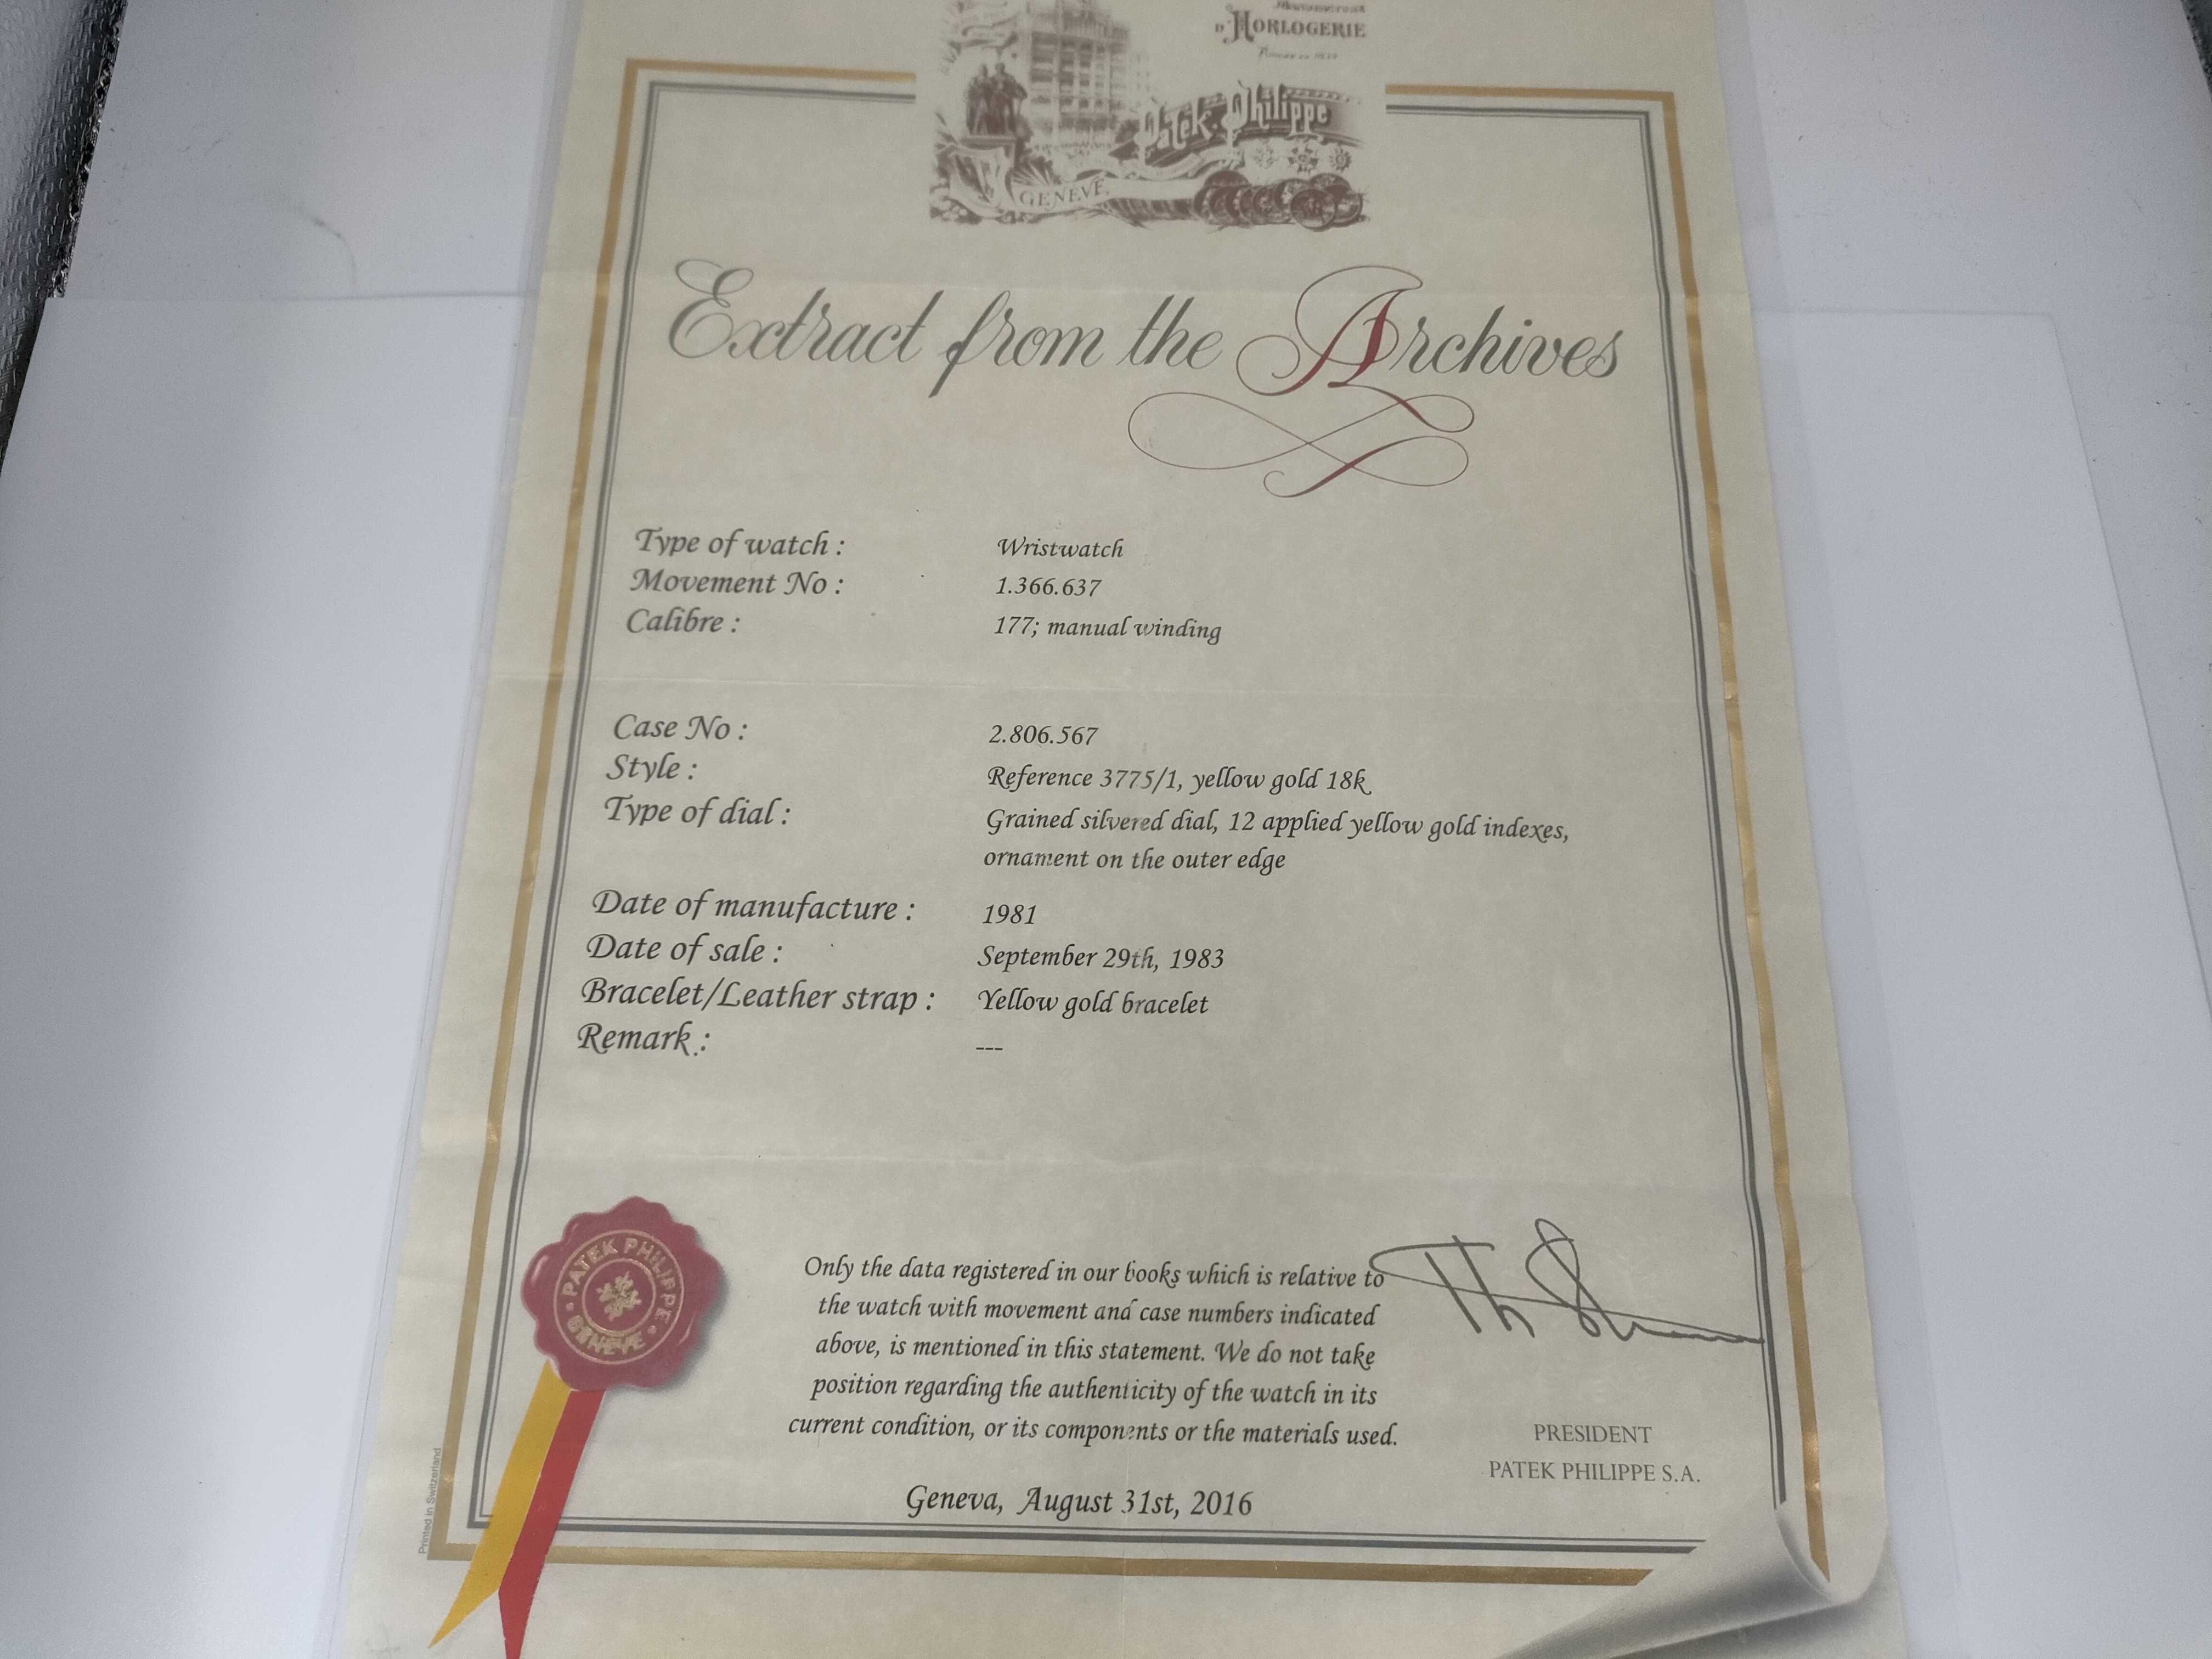 D'HORLOGERIE
Patek Philippe
GENÈVE
Extract from the Archives
Type of watch : Wristwatch
Movement No : 1.366.637
Calibre : 177; manual winding
Case No : 2.806.567
Style : Reference 3775/1, yellow gold 18k
Type of dial : Grained silvered dial, 12 applied yellow gold indexes,
ornament on the outer edge
Date of manufacture : 1981
Date of sale : September 29th, 1983
Bracelet/Leather strap : Yellow gold bracelet
Remark : ---
PATEK PHILIPPE
GENÈVE
Only the data registered in our books which is relative to
the watch with movement and case numbers indicated
above, is mentioned in this statement. We do not take
position regarding the authenticity of the watch in its
current condition, or its components or the materials used.
PRESIDENT
PATEK PHILIPPE S.A.
Geneva, August 31st, 2016
Printed in Switzerland